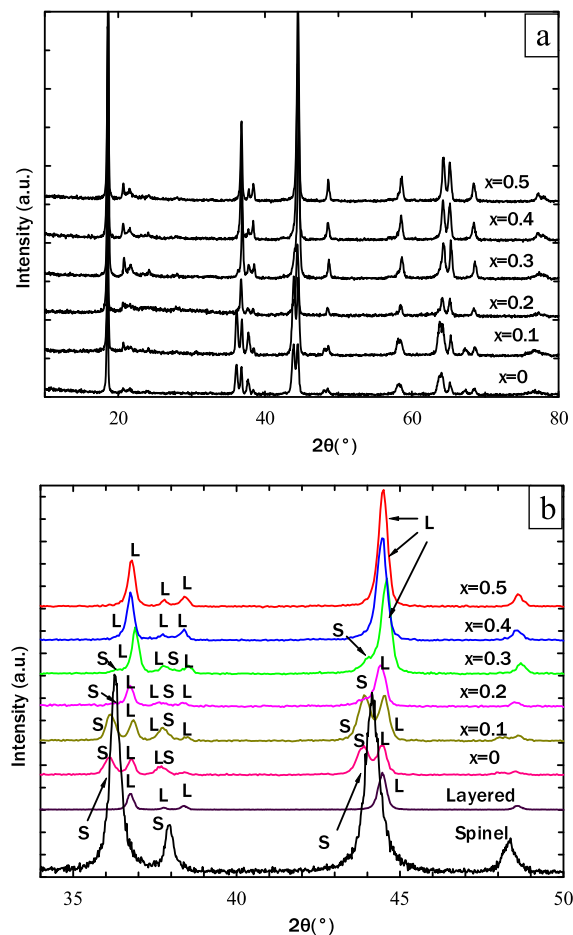 a
Intensity (a.u.)
x=0.5
x=0.4
x=0.3
x=0.2
x=0.1
x=0
20 40 60 80
2θ(°)
b
Intensity (a.u.)
L L L L x=0.5
L L L S x=0.4
S L L S L x=0.3
S L L S L S L x=0.2
S L L S L S L x=0.1
S L L S L x=0
L L L L Layered
S S S Spinel
35 40 45 50
2θ(°)